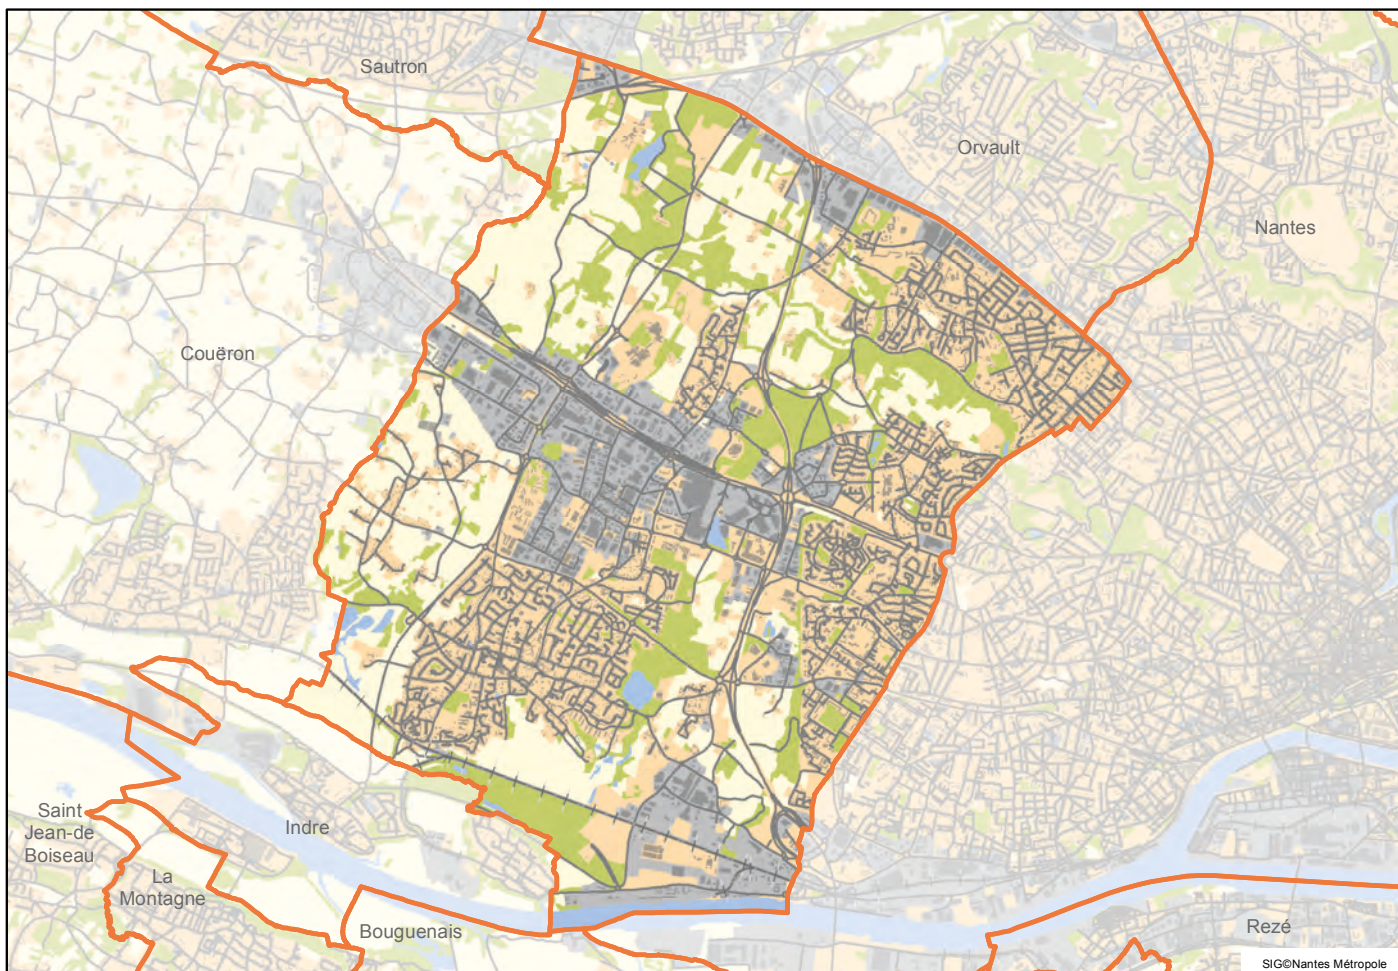 Sautron
Orvault
Nantes
Couëron
Saint
Jean-de
Boiseau
Indre
La
Montagne
Bouguenais
Rezé
SIG©Nantes Métropole